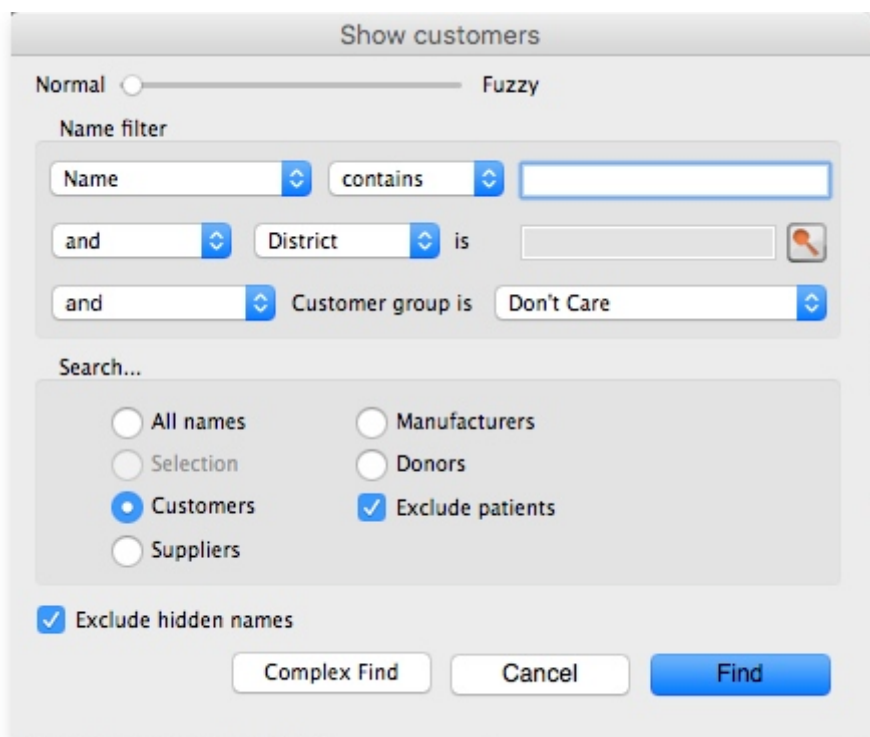 Show customers
Normal Fuzzy
Name filter
Name contains
and District is
and Customer group is Don't Care
Search...
All names Manufacturers
Selection Donors
Customers Exclude patients
Suppliers
Exclude hidden names
Complex Find Cancel Find